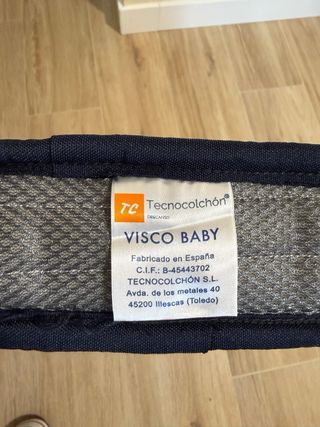 TC Tecnocolchón®
DESCANSO
VISCO BABY
Fabricado en España
C.I.F.: B-45443702
TECNOCOLCHÓN S.L.
Avda. de los metales 40
45200 Illescas (Toledo)